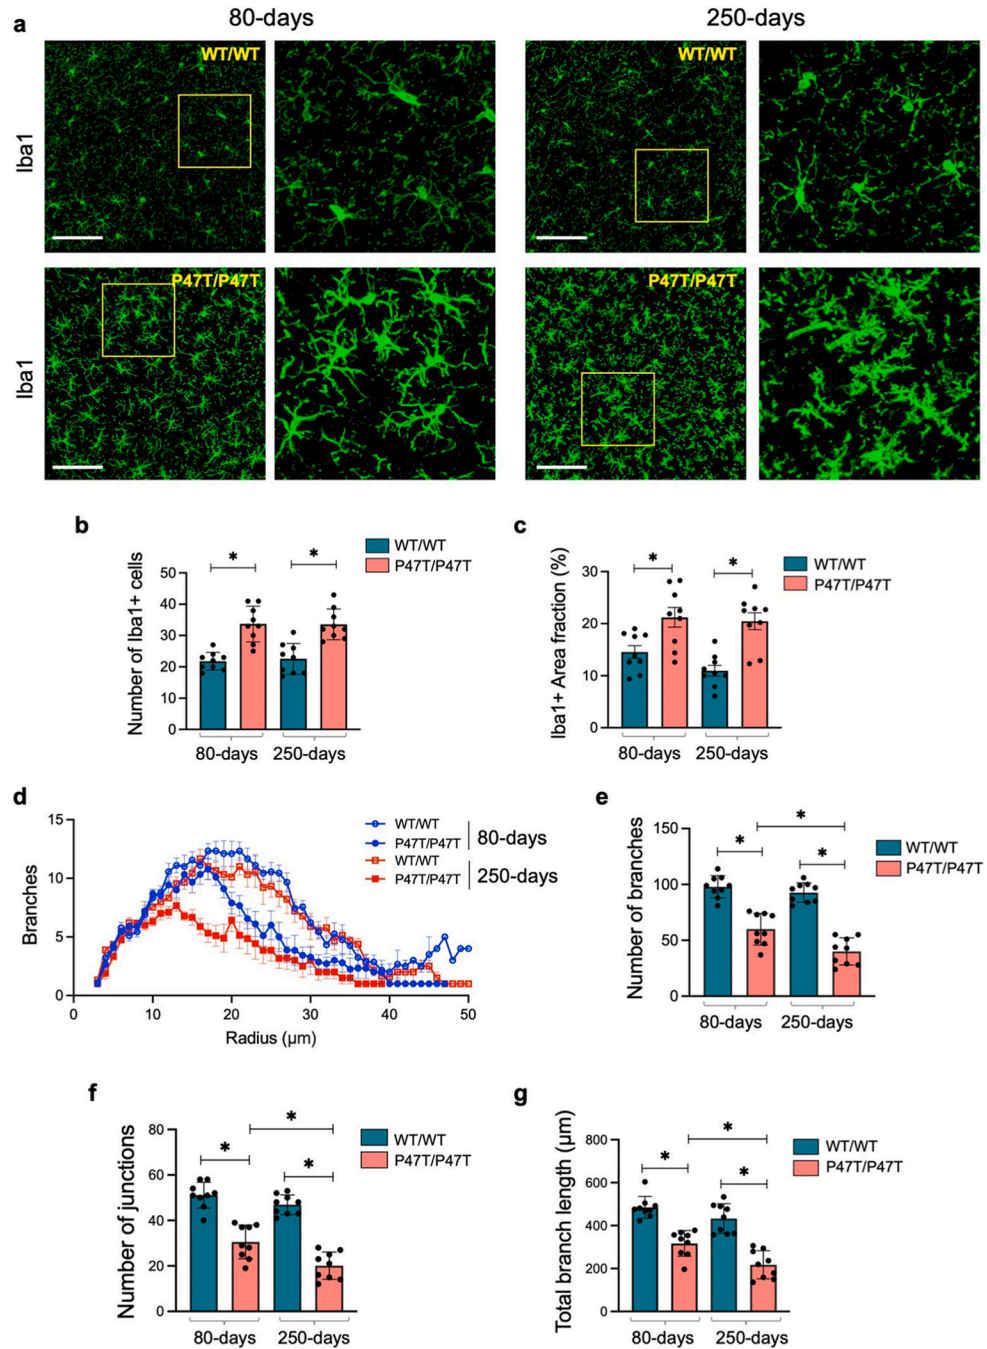 80-days 250-days
a
WT/WT WT/WT
Iba1
P47T/P47T P47T/P47T
Iba1
b
WT/WT
P47T/P47T
Number of Iba1+ cells
* *
50
40
30
20
10
0
80-days 250-days
c
WT/WT
P47T/P47T
Iba1+ Area fraction (%)
* *
30
20
10
0
80-days 250-days
d
Branches
15
10
5
0
0 10 20 30 40 50
Radius (µm)
WT/WT
P47T/P47T
80-days
WT/WT
P47T/P47T
250-days
e
Number of branches
*
* *
150
100
50
0
80-days 250-days
WT/WT
P47T/P47T
f
Number of junctions
*
* *
80
60
40
20
0
80-days 250-days
WT/WT
P47T/P47T
g
Total branch length (µm)
*
* *
800
600
400
200
0
80-days 250-days
WT/WT
P47T/P47T